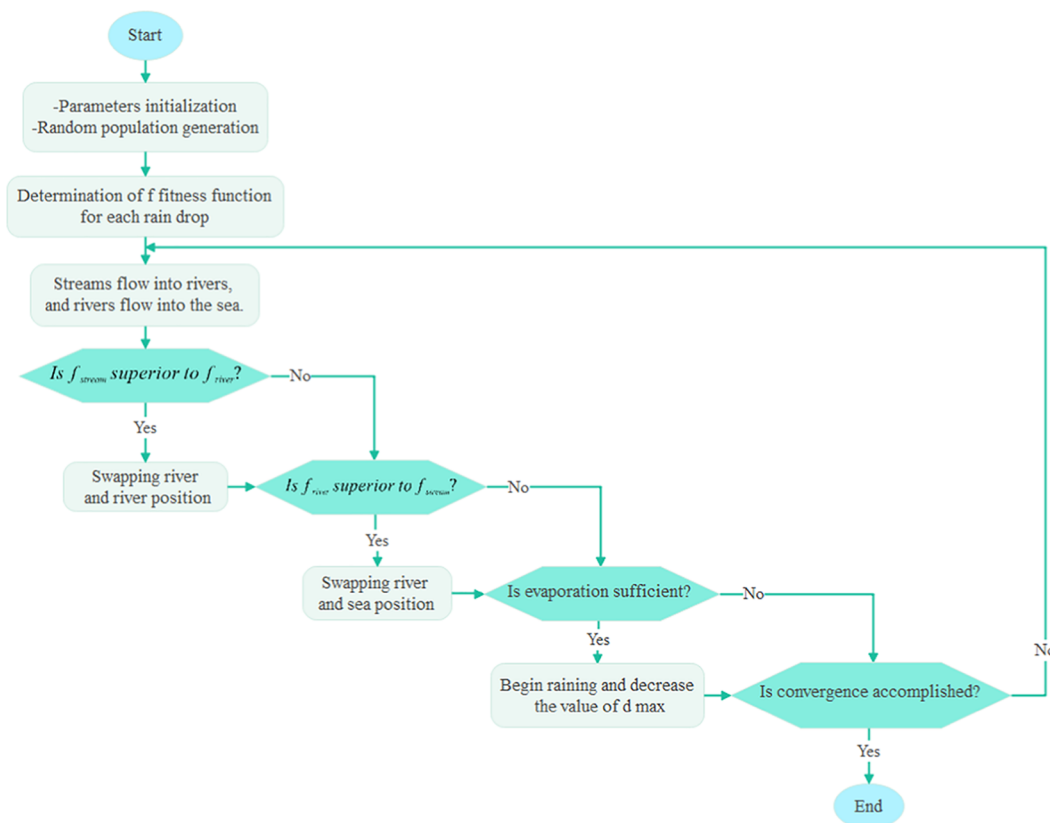 Start
-Parameters initialization
-Random population generation
Determination of f fitness function
for each rain drop
Streams flow into rivers,
and rivers flow into the sea.
Is f stream superior to f river?
No
Yes
Swapping river
and river position
Is f river superior to f
?
No
Yes
Swapping river
and sea position
Is evaporation sufficient?
No
Yes
Begin raining and decrease
the value of d max
Is convergence accomplished?
No
Yes
End